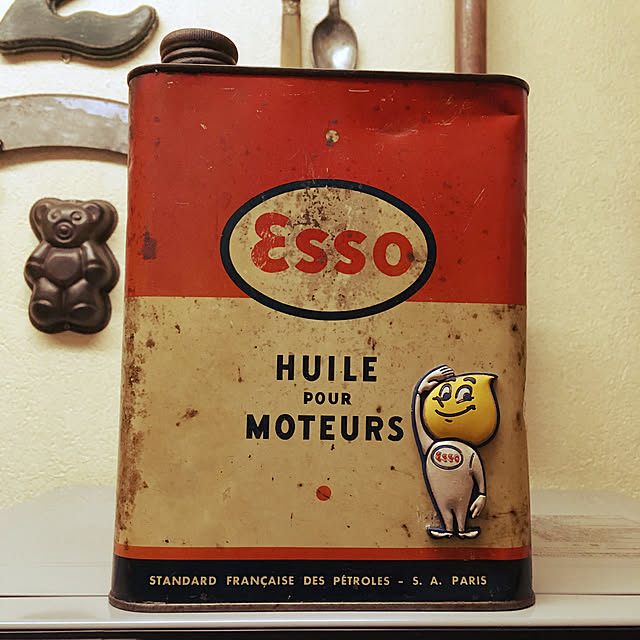 Esso
HUILE
POUR
MOTEURS
Esso
STANDARD FRANÇAISE DES PÉTROLES - S. A. PARIS